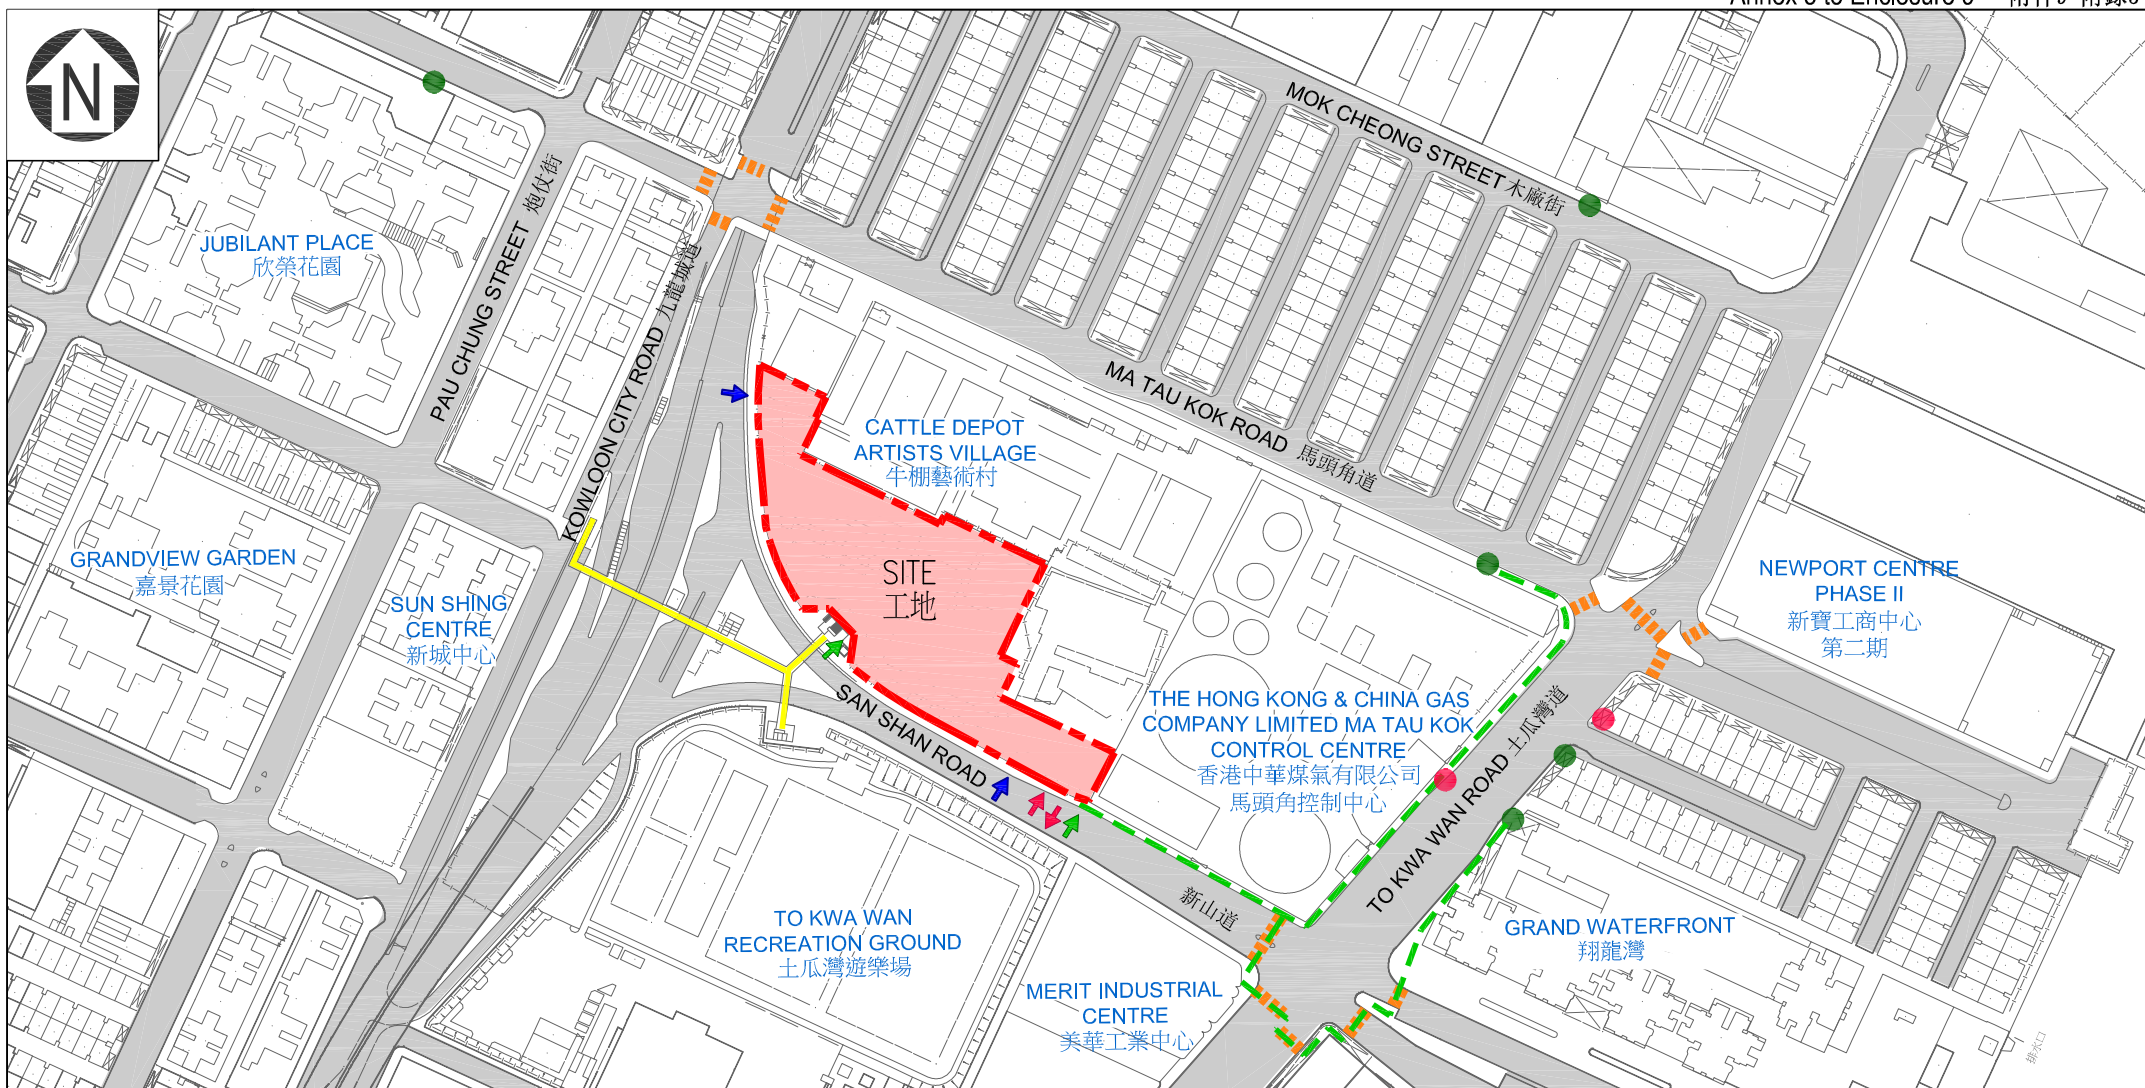 N
MOK CHEONG STREET 木廠街
PAU CHUNG STREET 炮仗街
JUBILANT PLACE
欣榮花園
KOWLOON CITY ROAD 九龍城道
MA TAU KOK ROAD 馬頭角道
CATTLE DEPOT
ARTISTS VILLAGE
牛棚藝術村
GRANDVIEW GARDEN
嘉景花園
SUN SHING
CENTRE
新城中心
SITE
工地
NEWPORT CENTRE
PHASE II
新寶工商中心
第二期
SAN SHAN ROAD
新山道
THE HONG KONG & CHINA GAS
COMPANY LIMITED MA TAU KOK
CONTROL CENTRE
香港中華煤氣有限公司
馬頭角控制中心
TO KWA WAN ROAD 土瓜灣道
TO KWA WAN
RECREATION GROUND
土瓜灣遊樂場
GRAND WATERFRONT
翔龍灣
MERIT INDUSTRIAL
CENTRE
美華工業中心
排水口